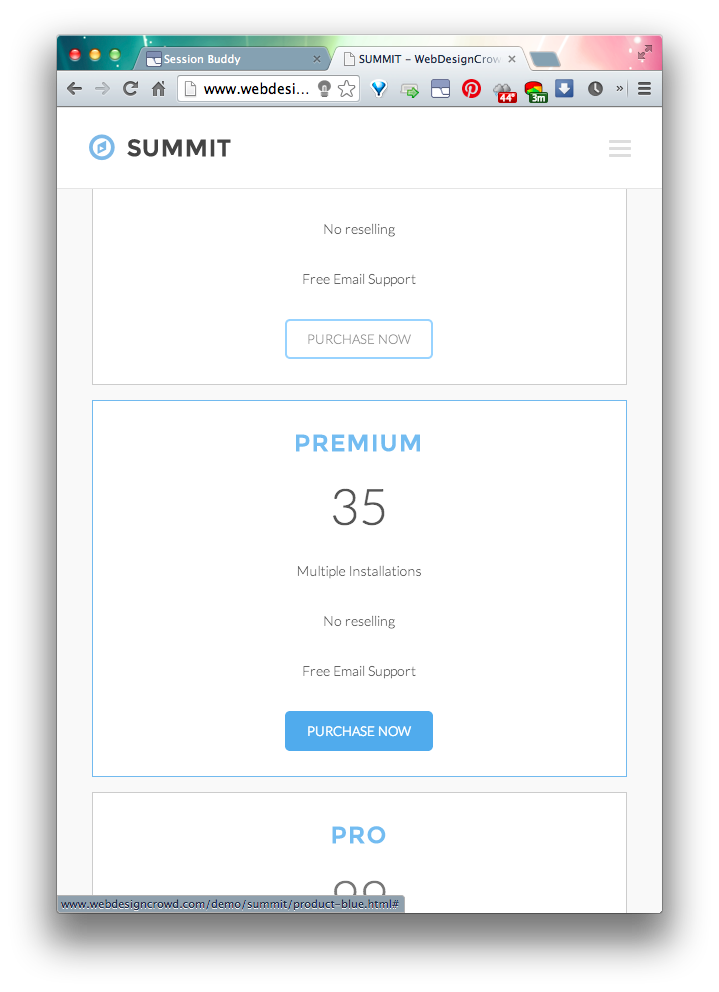 Session Buddy
SUMMIT – WebDesignCrow
www.webdesi...
44°
3m
SUMMIT
No reselling
Free Email Support
PURCHASE NOW
PREMIUM
35
Multiple Installations
No reselling
Free Email Support
PURCHASE NOW
PRO
www.webdesigncrowd.com/demo/summit/product-blue.html#